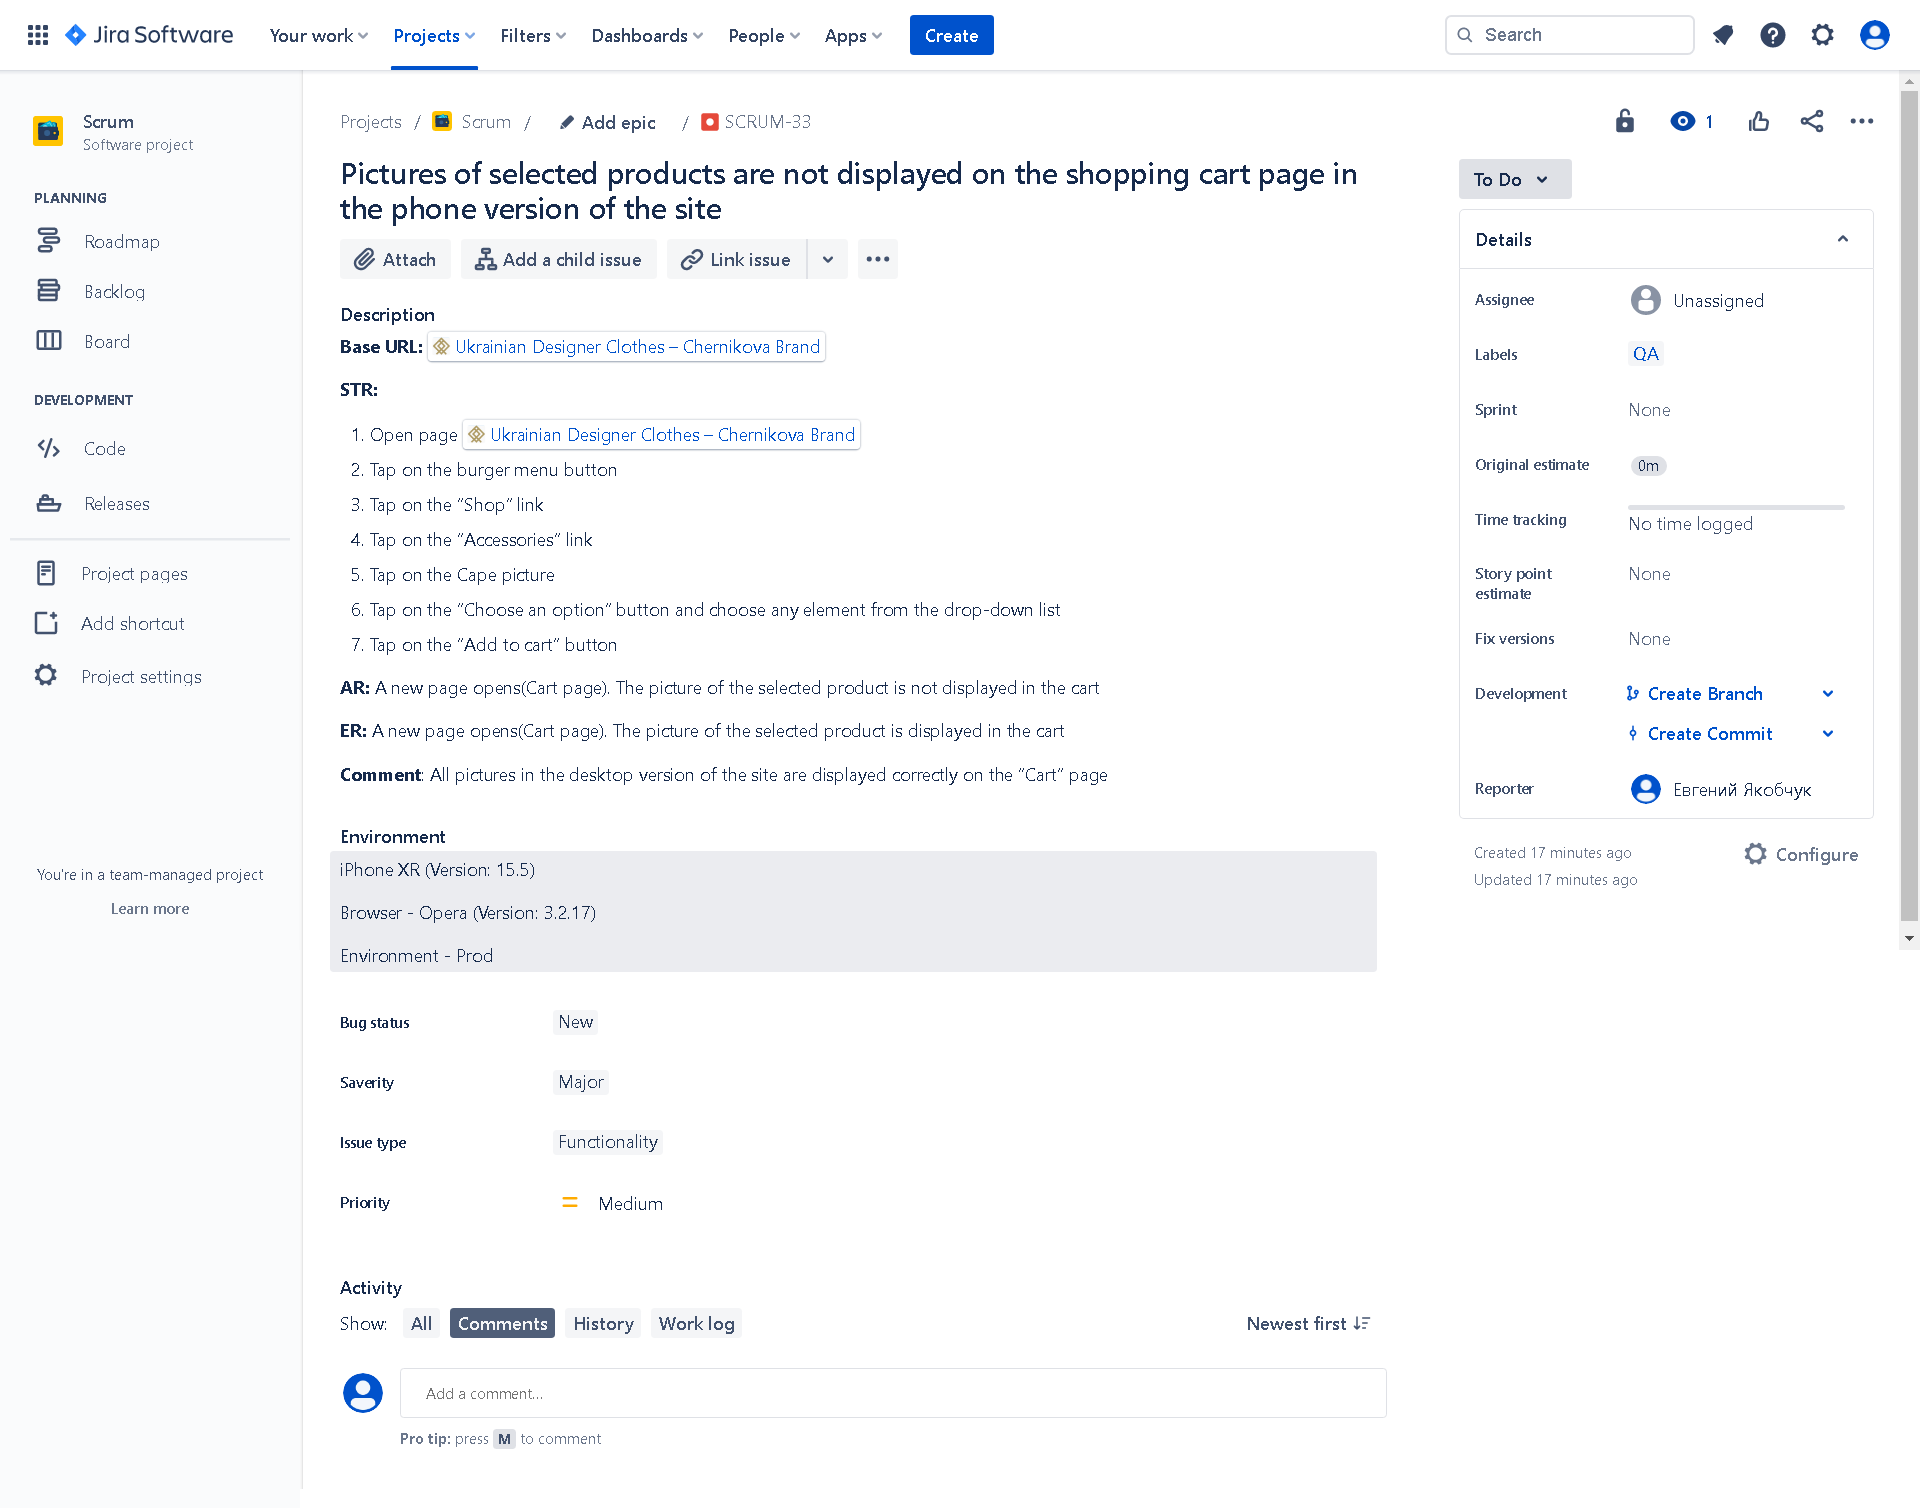 Jira Software
Your work
Projects
Filters
Dashboards
People
Apps
Create
Search
Scrum
Software project
PLANNING
Roadmap
Backlog
Board
DEVELOPMENT
Code
Releases
Project pages
Add shortcut
Project settings
You're in a team-managed project
Learn more
Projects / Scrum / Add epic / SCRUM-33
1
Pictures of selected products are not displayed on the shopping cart page in
the phone version of the site
Attach
Add a child issue
Link issue
Description
Base URL: Ukrainian Designer Clothes – Chernikova Brand
STR:
1. Open page Ukrainian Designer Clothes – Chernikova Brand
2. Tap on the burger menu button
3. Tap on the “Shop” link
4. Tap on the “Accessories” link
5. Tap on the Cape picture
6. Tap on the “Choose an option” button and choose any element from the drop-down list
7. Tap on the “Add to cart” button
AR: A new page opens(Cart page). The picture of the selected product is not displayed in the cart
ER: A new page opens(Cart page). The picture of the selected product is displayed in the cart
Comment: All pictures in the desktop version of the site are displayed correctly on the “Cart” page
Environment
iPhone XR (Version: 15.5)
Browser - Opera (Version: 3.2.17)
Environment - Prod
Bug status New
Saverity Major
Issue type Functionality
Priority Medium
Activity
Show: All Comments History Work log
Newest first
Add a comment...
Pro tip: press M to comment
To Do
Details
Assignee Unassigned
Labels QA
Sprint None
Original estimate 0m
Time tracking No time logged
Story point
estimate
None
Fix versions None
Development Create Branch
Create Commit
Reporter Евгений Якобчук
Created 17 minutes ago
Updated 17 minutes ago
Configure